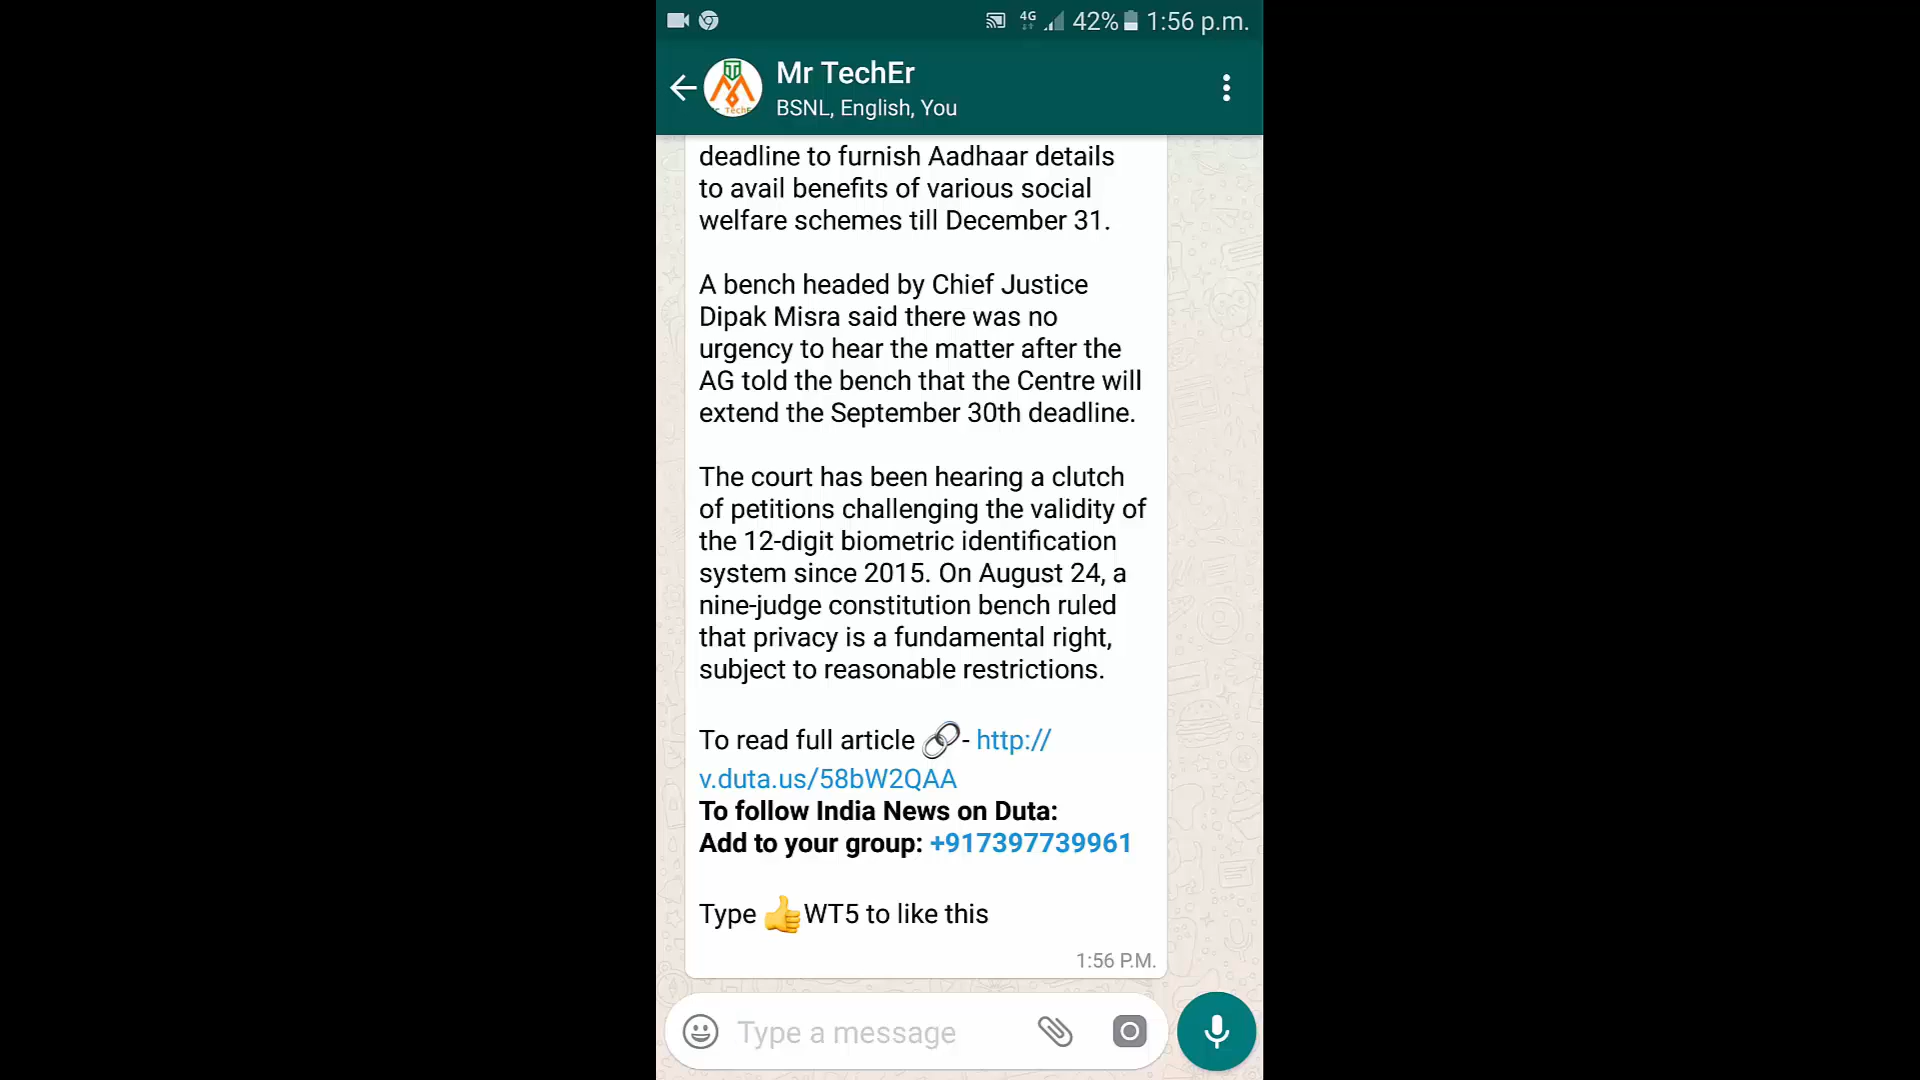 4G 42% 1:56 p.m.
Mr TechEr
BSNL, English, You
deadline to furnish Aadhaar details
to avail benefits of various social
welfare schemes till December 31.
A bench headed by Chief Justice
Dipak Misra said there was no
urgency to hear the matter after the
AG told the bench that the Centre will
extend the September 30th deadline.
The court has been hearing a clutch
of petitions challenging the validity of
the 12-digit biometric identification
system since 2015. On August 24, a
nine-judge constitution bench ruled
that privacy is a fundamental right,
subject to reasonable restrictions.
To read full article 🔗- http://
v.duta.us/58bW2QAA
To follow India News on Duta:
Add to your group: +917397739961
Type 👍WT5 to like this
1:56 P.M.
Type a message